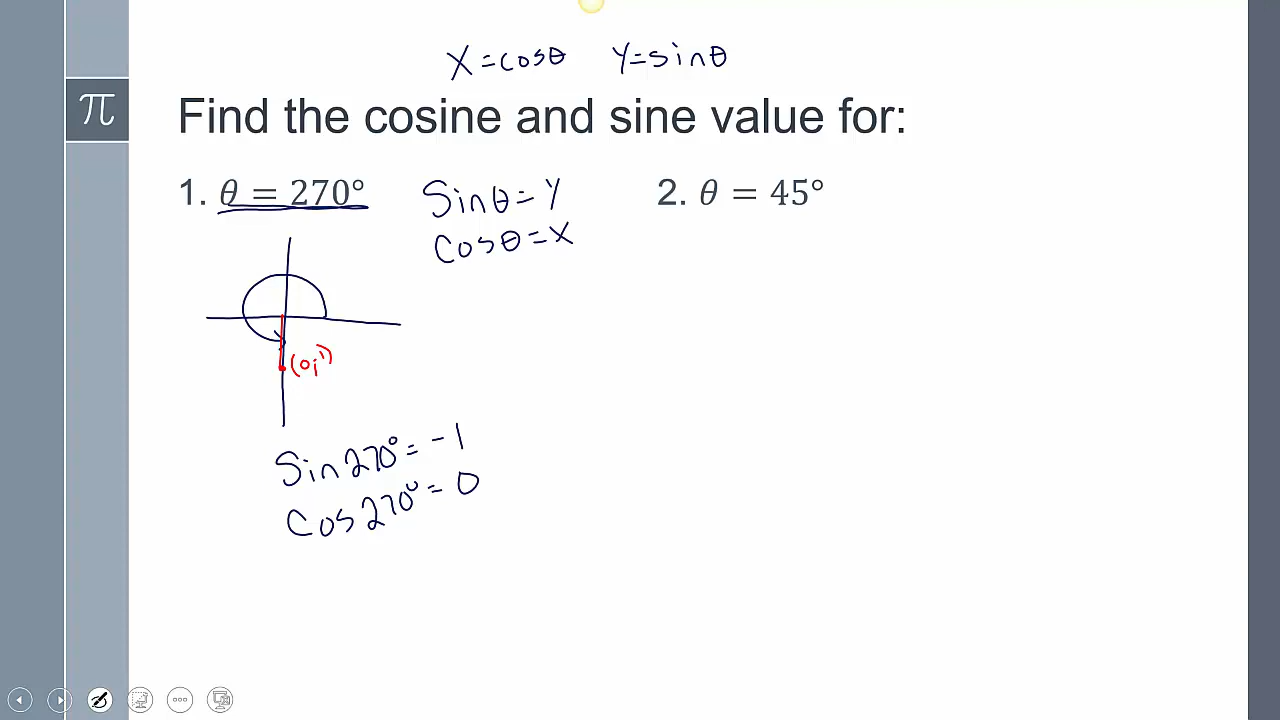 X=cosθ Y=sinθ
π
Find the cosine and sine value for:
1. θ = 270°
Sinθ=Y
Cosθ=X
2. θ = 45°
(0,-1)
Sin270°=-1
Cos270°=0